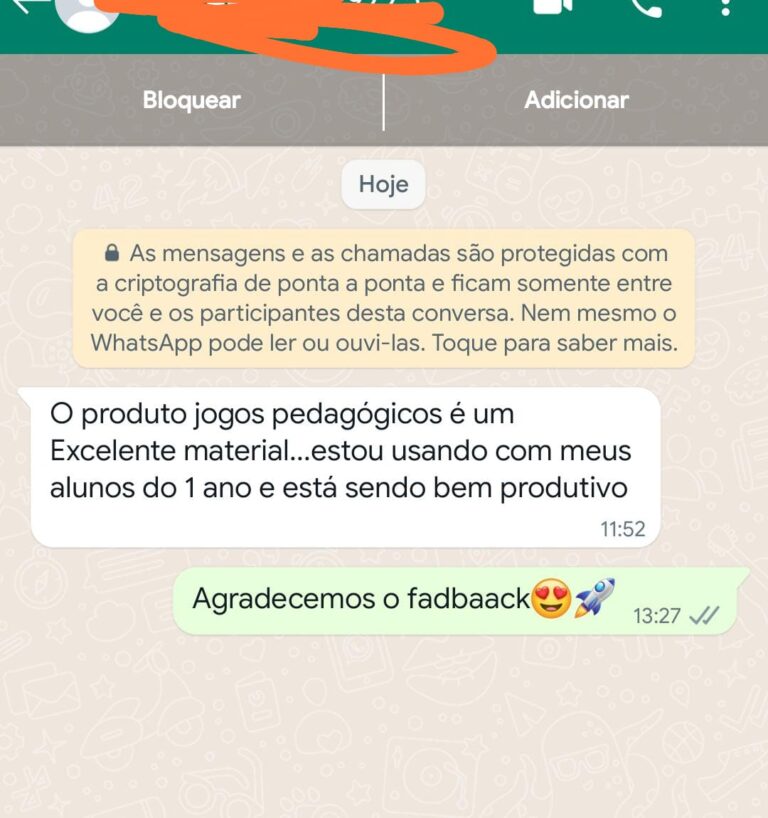 Bloquear
Adicionar
Hoje
As mensagens e as chamadas são protegidas com
a criptografia de ponta a ponta e ficam somente entre
você e os participantes desta conversa. Nem mesmo o
WhatsApp pode ler ou ouvi-las. Toque para saber mais.
O produto jogos pedagógicos é um
Excelente material...estou usando com meus
alunos do 1 ano e está sendo bem produtivo
11:52
Agradecemos o fadbaack😍🚀
13:27